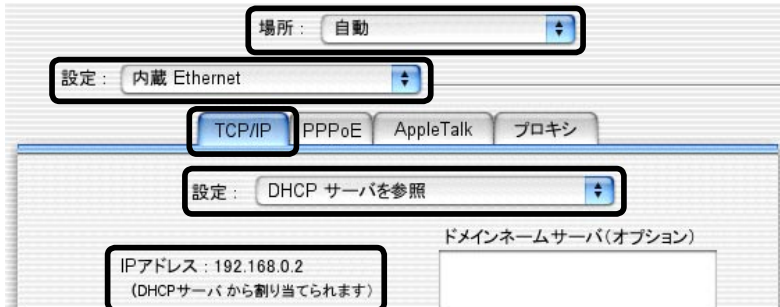 場所： 自動
設定： 内蔵 Ethernet
TCP/IP PPPoE AppleTalk プロキシ
設定： DHCP サーバを参照
ドメインネームサーバ（オプション）
IPアドレス：192.168.0.2
（DHCPサーバ から割り当てられます）